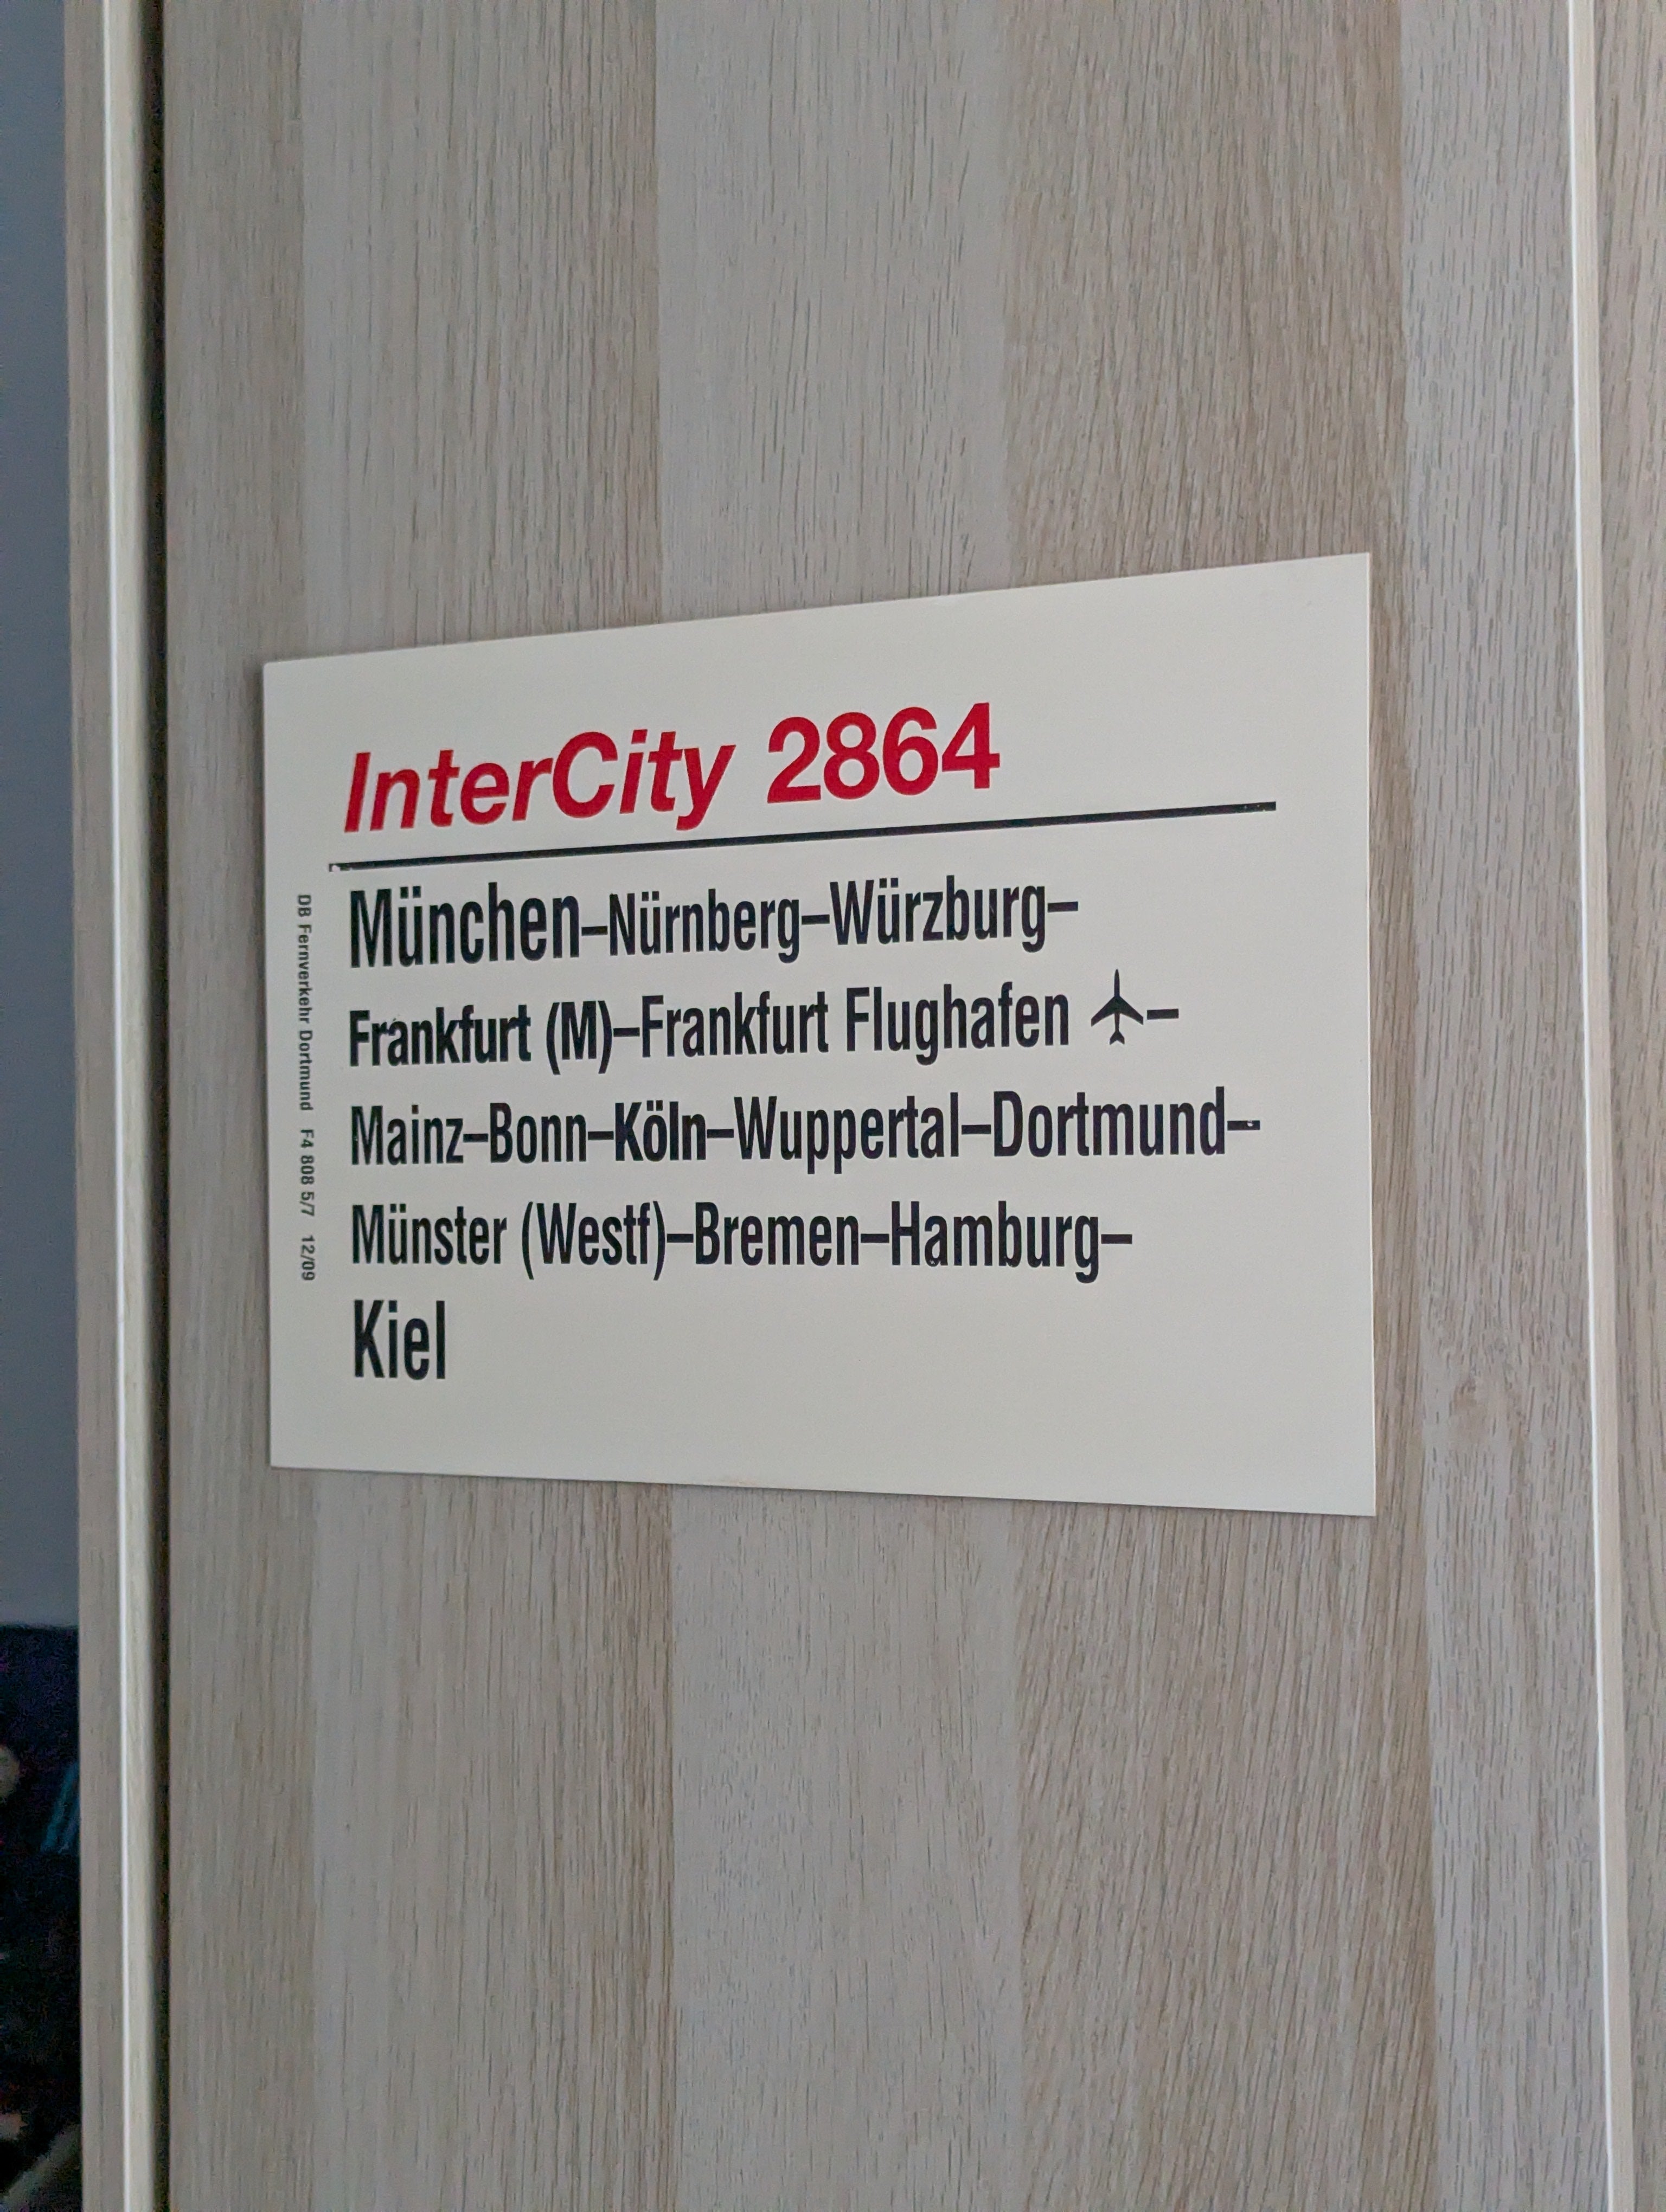 InterCity 2864
München–Nürnberg–Würzburg–
Frankfurt (M)–Frankfurt Flughafen ✈–
Mainz–Bonn–Köln–Wuppertal–Dortmund–
Münster (Westf)–Bremen–Hamburg–
Kiel
DB Fernverkehr Dortmund F4 808 5/7 12/09